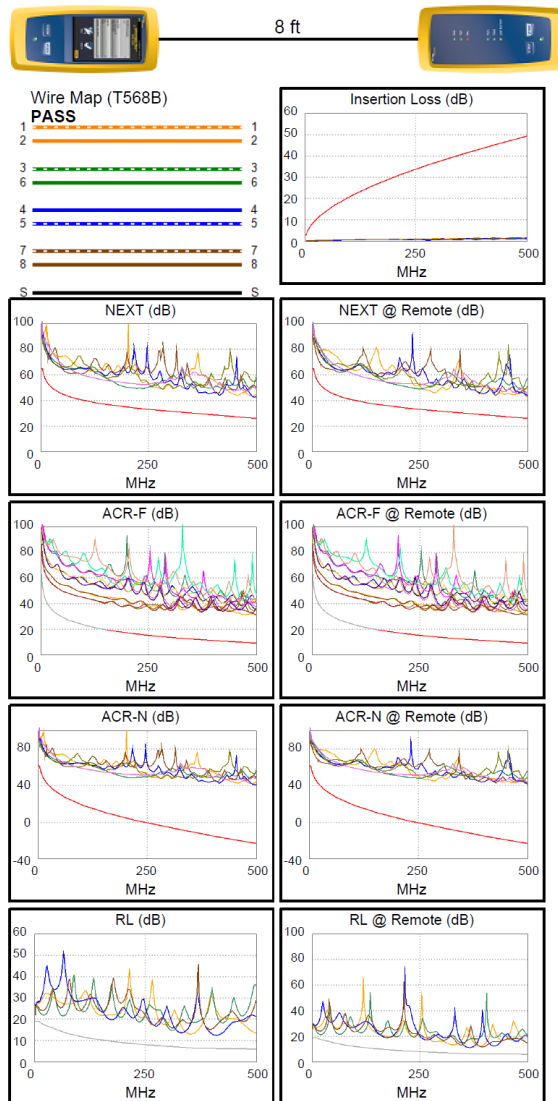 8 ft
Wire Map (T568B)
PASS
1 1
2 2
3 3
6 6
4 4
5 5
7 7
8 8
S S
Insertion Loss (dB)
60
50
40
30
20
10
0
0 250 500
MHz
NEXT (dB)
100
80
60
40
20
0
0 250 500
MHz
NEXT @ Remote (dB)
100
80
60
40
20
0
0 250 500
MHz
ACR-F (dB)
100
80
60
40
20
0
0 250 500
MHz
ACR-F @ Remote (dB)
100
80
60
40
20
0
0 250 500
MHz
ACR-N (dB)
80
40
0
-40
0 250 500
MHz
ACR-N @ Remote (dB)
80
40
0
-40
0 250 500
MHz
RL (dB)
60
50
40
30
20
10
0
0 250 500
MHz
RL @ Remote (dB)
100
80
60
40
20
0
0 250 500
MHz